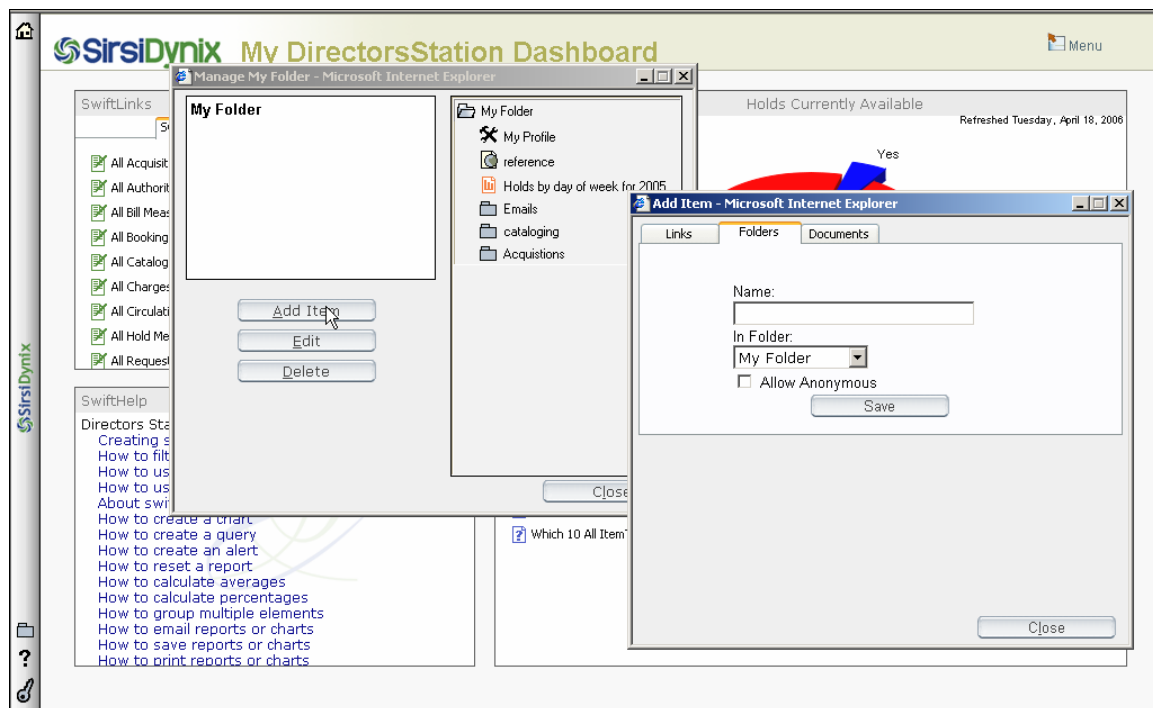 SirsiDynix My DirectorsStation Dashboard
Menu
Manage My Folder - Microsoft Internet Explorer
My Folder
My Folder
My Profile
reference
Holds by day of week for 2005
Emails
cataloging
Acquistions
Add Item
Edit
Delete
Close
SwiftLinks
All Acquisit
All Authorit
All Bill Meas
All Booking
All Catalog
All Charges
All Circulati
All Hold Me
All Request
Holds Currently Available
Refreshed Tuesday, April 18, 2006
Yes
Add Item - Microsoft Internet Explorer
Links Folders Documents
Name:
In Folder:
My Folder
Allow Anonymous
Save
Close
SirsiDynix
SwiftHelp
Directors Sta
Creating s
How to filt
How to us
How to us
About swi
How to create a chart
How to create a query
How to create an alert
How to reset a report
How to calculate averages
How to calculate percentages
How to group multiple elements
How to email reports or charts
How to save reports or charts
How to print reports or charts
Which 10 All Item